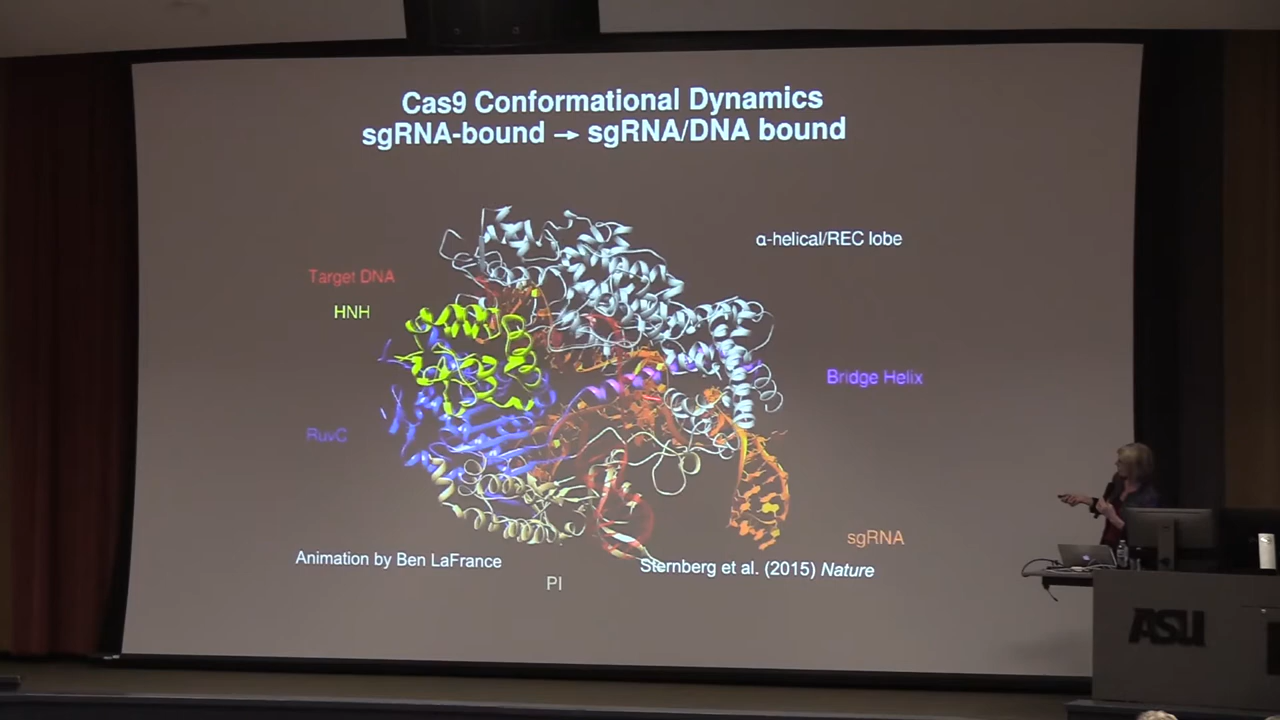 Cas9 Conformational Dynamics
sgRNA-bound → sgRNA/DNA bound
α-helical/REC lobe
Target DNA
HNH
Bridge Helix
RuvC
sgRNA
Animation by Ben LaFrance
Sternberg et al. (2015) Nature
PI
ASU